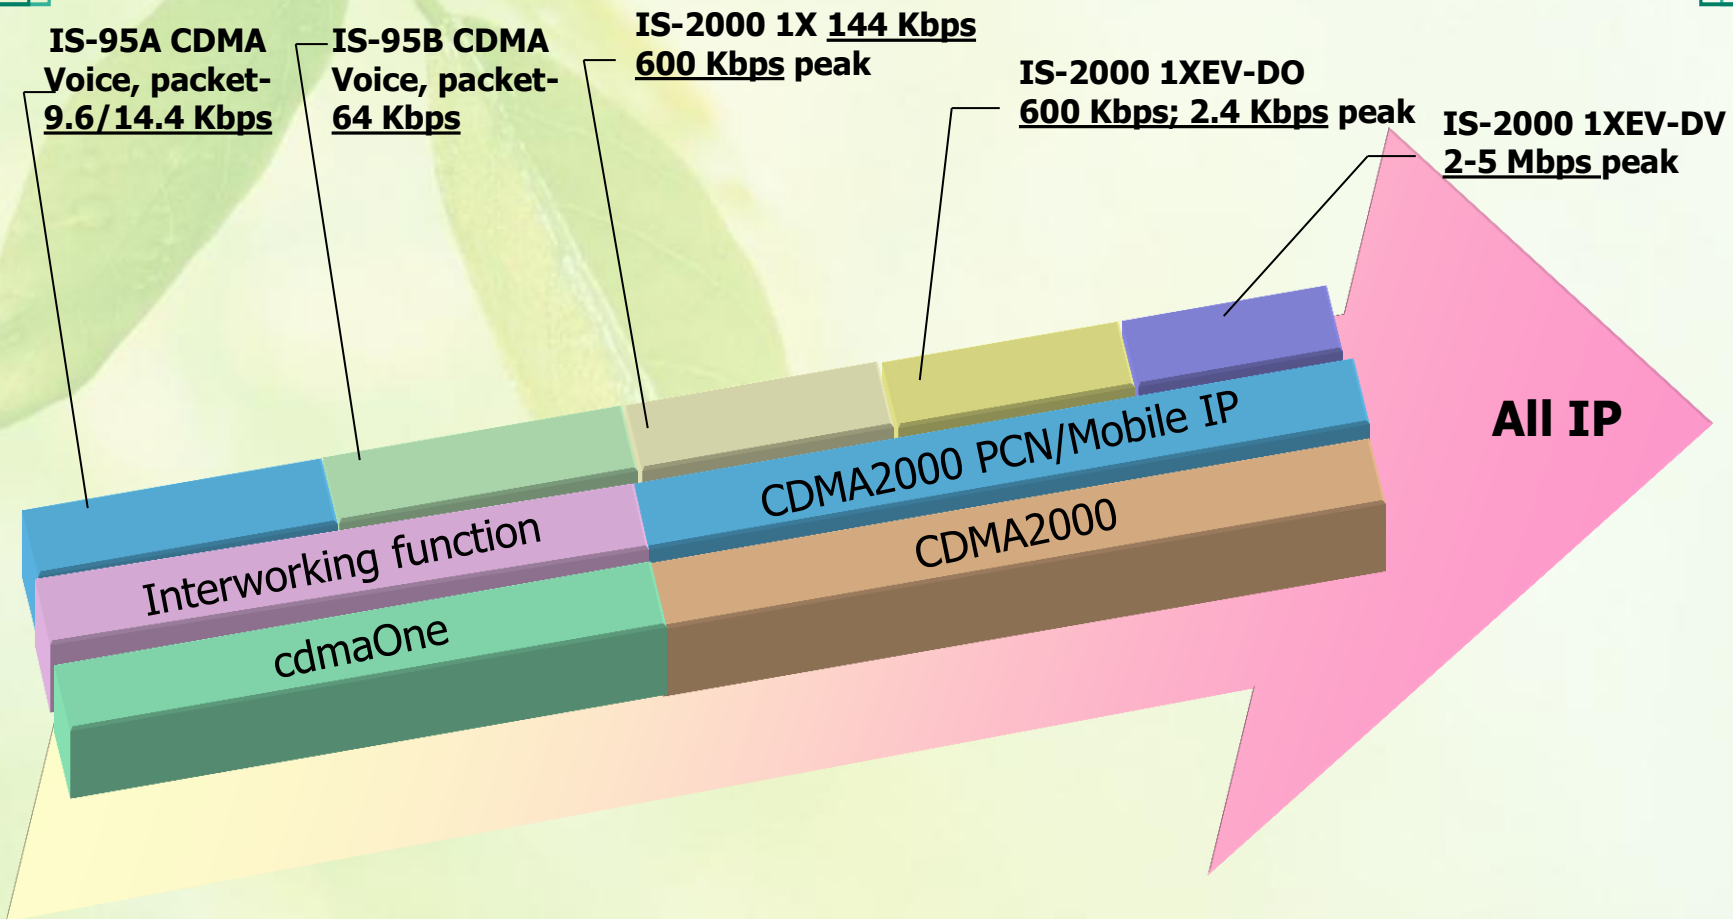 IS-95A CDMA
Voice, packet-
9.6/14.4 Kbps
IS-95B CDMA
Voice, packet-
64 Kbps
IS-2000 1X 144 Kbps
600 Kbps peak
IS-2000 1XEV-DO
600 Kbps; 2.4 Kbps peak
IS-2000 1XEV-DV
2-5 Mbps peak
All IP
CDMA2000 PCN/Mobile IP
Interworking function
CDMA2000
cdmaOne